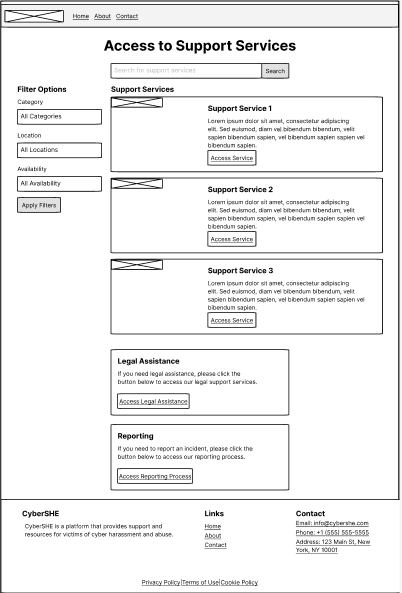 Home About Contact
Access to Support Services
Search for support services Search
Filter Options
Category
All Categories
Location
All Locations
Availability
All Availability
Apply Filters
Support Services
Support Service 1
Lorem ipsum dolor sit amet, consectetur adipiscing
elit. Sed euismod, diam vel bibendum bibendum, velit
sapien bibendum sapien, vel bibendum sapien sapien vel
bibendum sapien.
Access Service
Support Service 2
Lorem ipsum dolor sit amet, consectetur adipiscing
elit. Sed euismod, diam vel bibendum bibendum, velit
sapien bibendum sapien, vel bibendum sapien sapien vel
bibendum sapien.
Access Service
Support Service 3
Lorem ipsum dolor sit amet, consectetur adipiscing
elit. Sed euismod, diam vel bibendum bibendum, velit
sapien bibendum sapien, vel bibendum sapien sapien vel
bibendum sapien.
Access Service
Legal Assistance
If you need legal assistance, please click the
button below to access our legal support services.
Access Legal Assistance
Reporting
If you need to report an incident, please click the
button below to access our reporting process.
Access Reporting Process
CyberSHE
CyberSHE is a platform that provides support and
resources for victims of cyber harassment and abuse.
Links
Home
About
Contact
Contact
Email: info@cybershe.com
Phone: +1 (555) 555-5555
Address: 123 Main St, New
York, NY 10001
Privacy Policy|Terms of Use|Cookie Policy